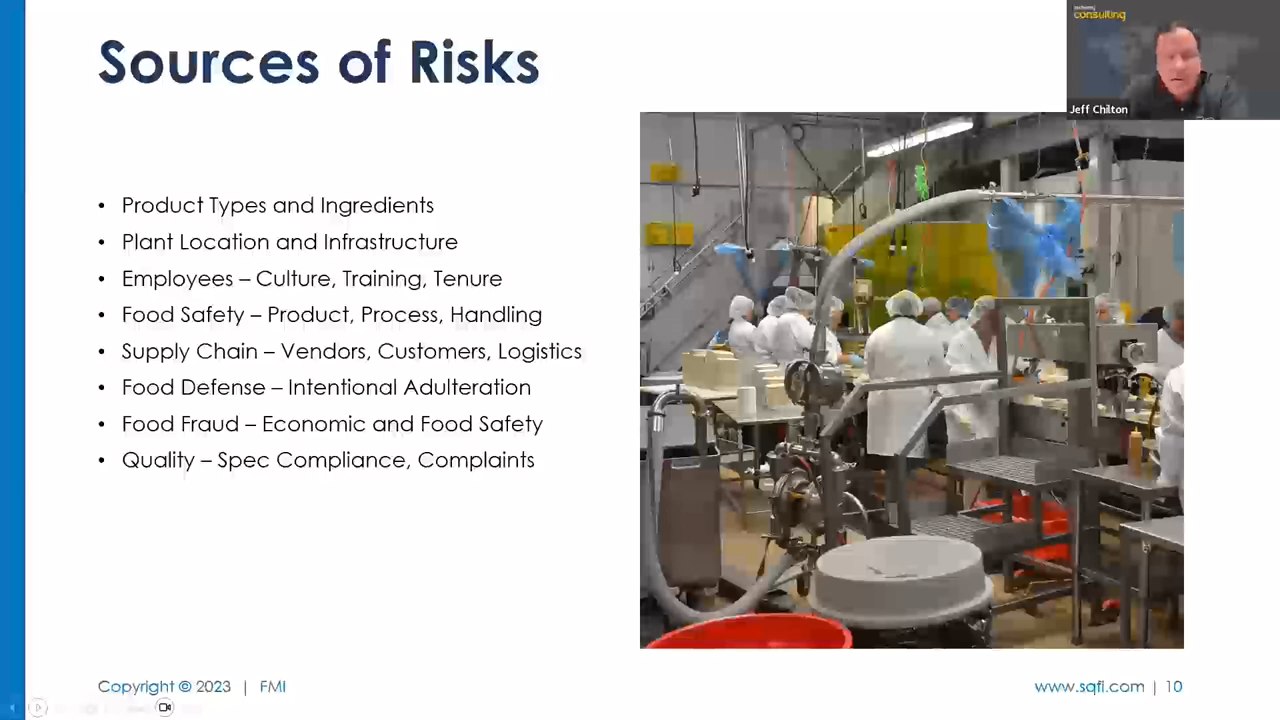 Sources of Risks
consulting
Jeff Chilton
• Product Types and Ingredients
• Plant Location and Infrastructure
• Employees – Culture, Training, Tenure
• Food Safety – Product, Process, Handling
• Supply Chain – Vendors, Customers, Logistics
• Food Defense – Intentional Adulteration
• Food Fraud – Economic and Food Safety
• Quality – Spec Compliance, Complaints
Copyright © 2023 | FMI
www.sqfi.com | 10